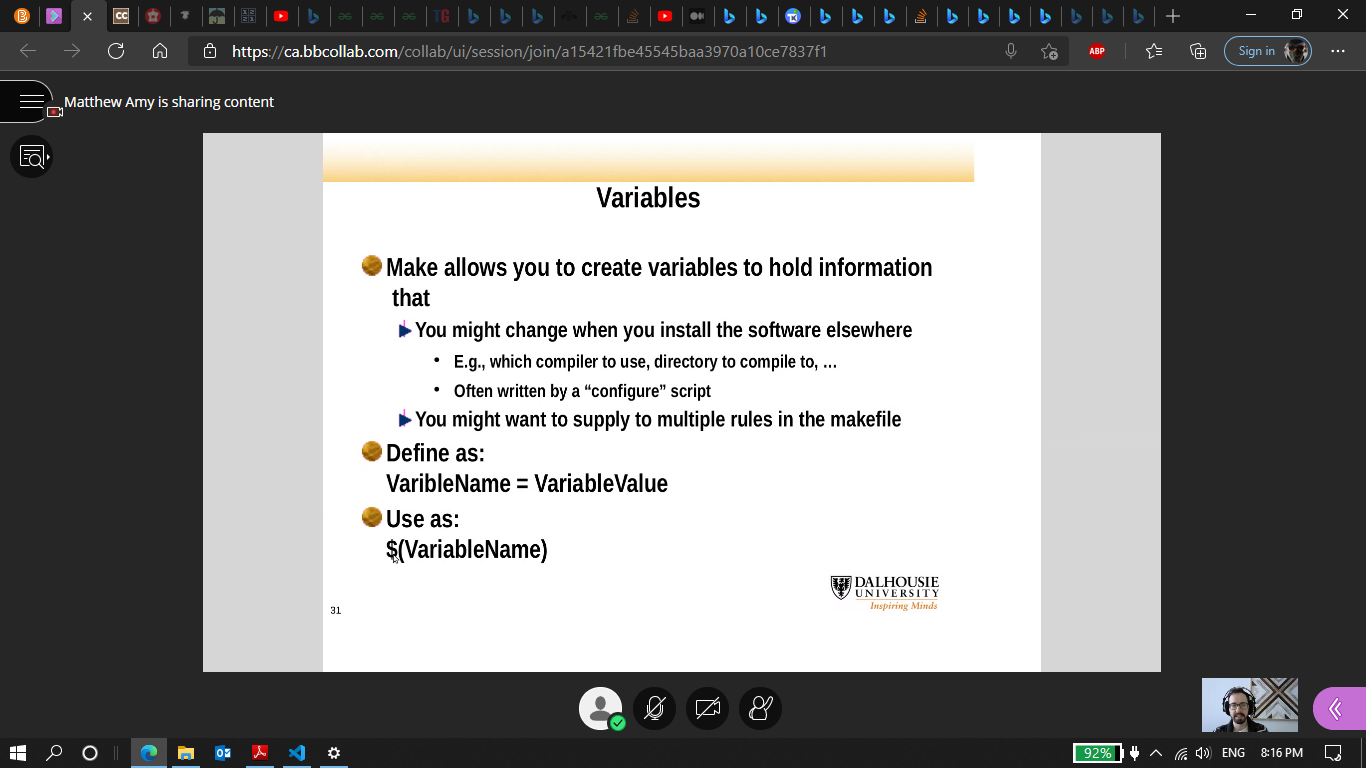 https://ca.bbcollab.com/collab/ui/session/join/a15421fbe45545baa3970a10ce7837f1
ABP
Sign in
Matthew Amy is sharing content
Variables
Make allows you to create variables to hold information
that
You might change when you install the software elsewhere
• E.g., which compiler to use, directory to compile to, …
• Often written by a “configure” script
You might want to supply to multiple rules in the makefile
Define as:
VaribleName = VariableValue
Use as:
$(VariableName)
DALHOUSIE
UNIVERSITY
Inspiring Minds
31
92%
ENG
8:16 PM